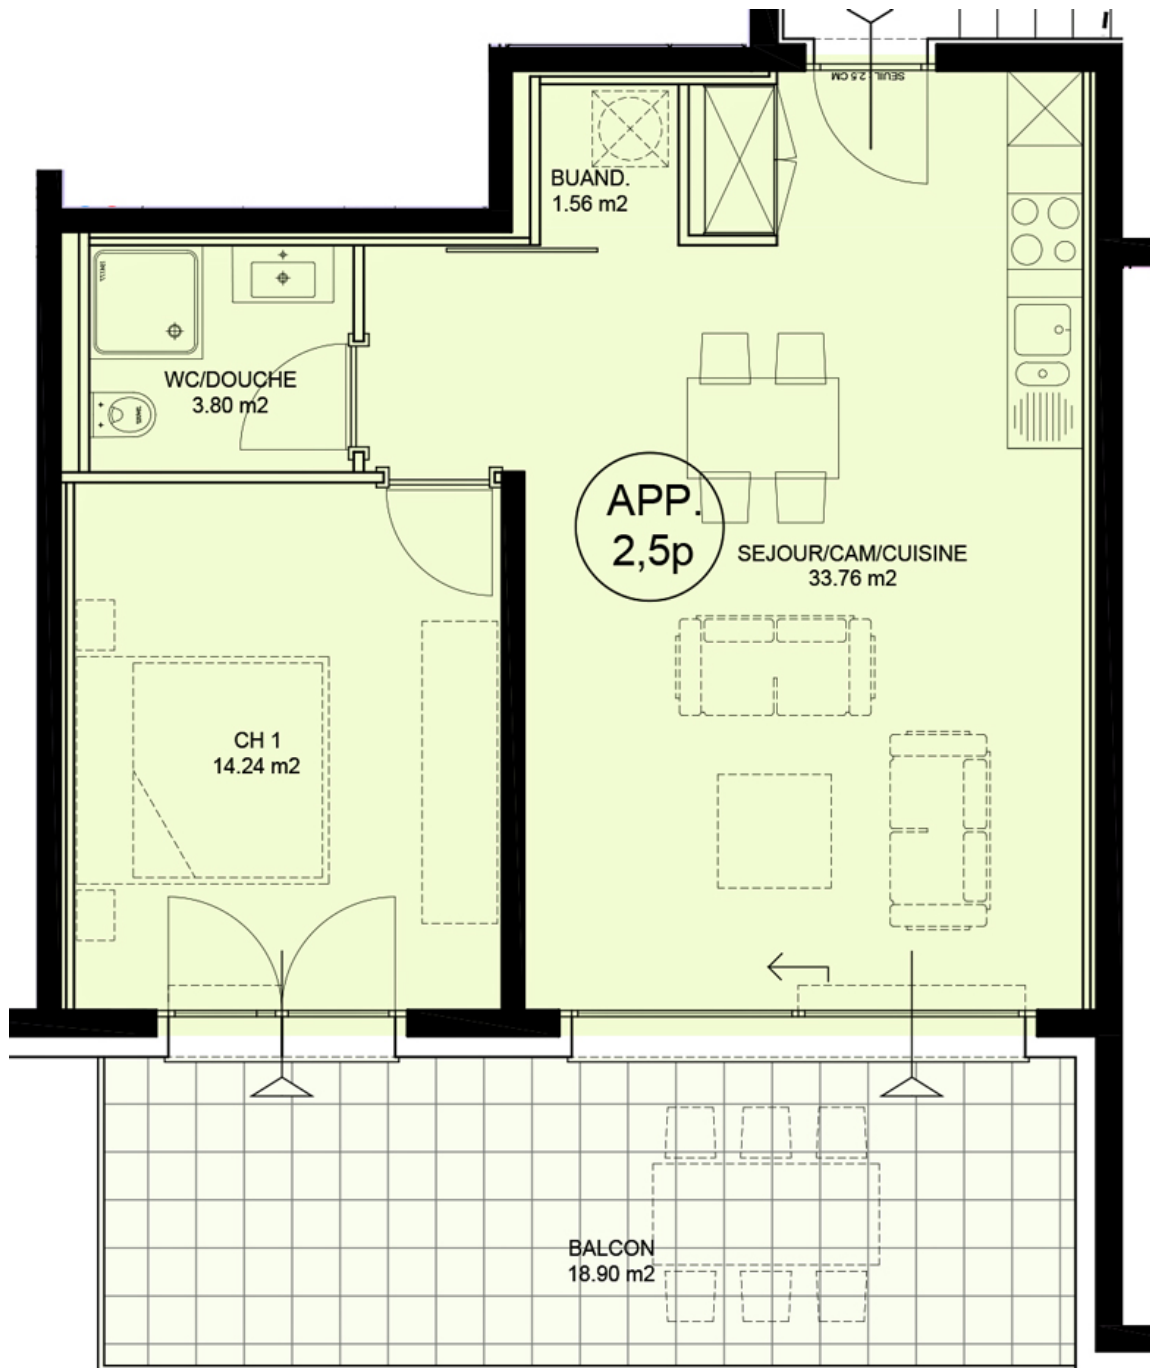 SEUIL - 2.5 CM
BUAND.
1.56 m2
WC/DOUCHE
3.80 m2
APP.
2,5p
SEJOUR/CAM/CUISINE
33.76 m2
CH 1
14.24 m2
BALCON
18.90 m2